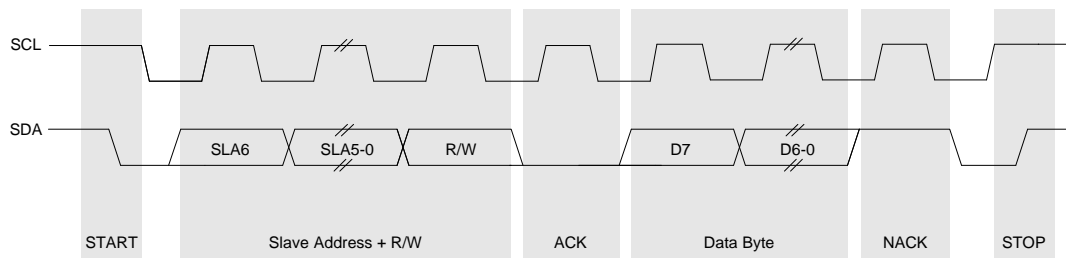 SCL
SDA
SLA6 SLA5-0 R/W D7 D6-0
START Slave Address + R/W ACK Data Byte NACK STOP